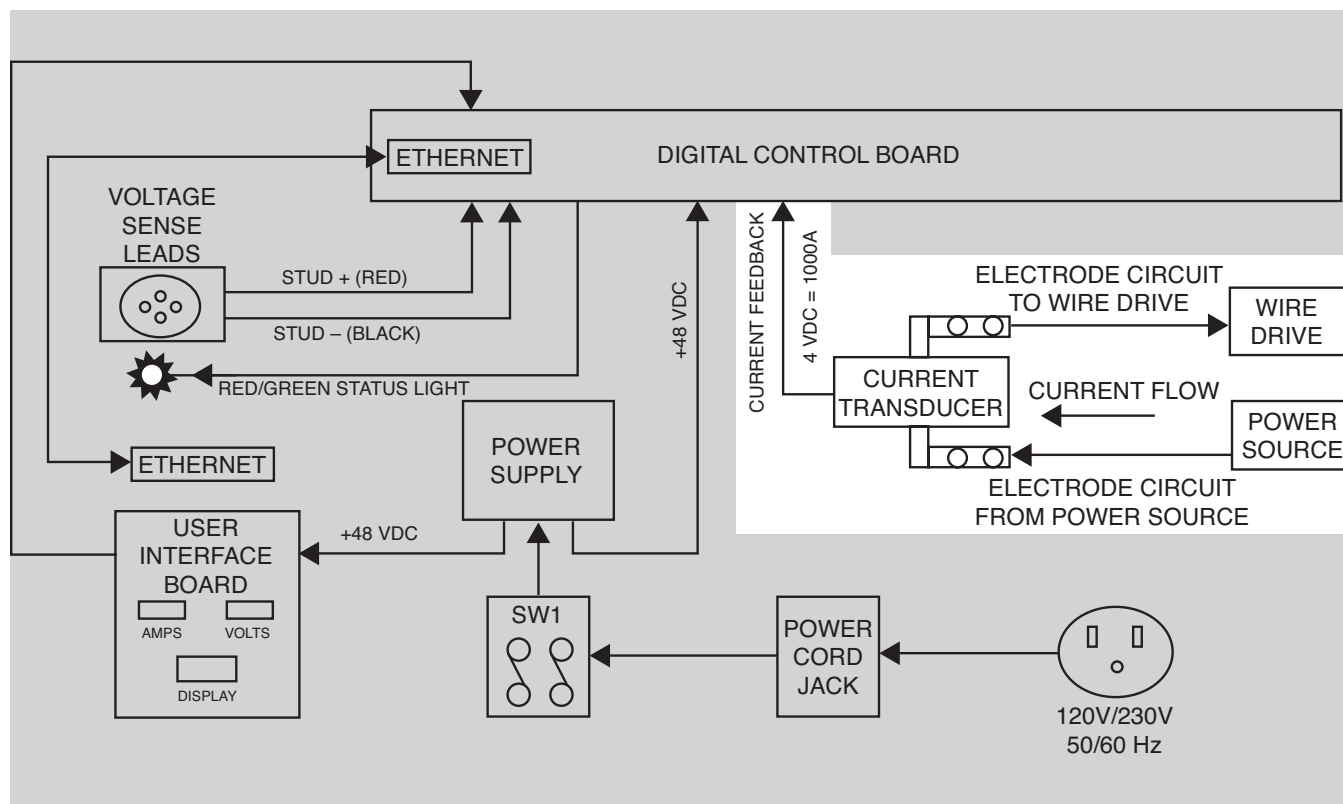 ETHERNET
DIGITAL CONTROL BOARD
VOLTAGE
SENSE
LEADS
STUD + (RED)
STUD – (BLACK)
RED/GREEN STATUS LIGHT
+48 VDC
CURRENT FEEDBACK
4 VDC = 1000A
ELECTRODE CIRCUIT
TO WIRE DRIVE
WIRE
DRIVE
CURRENT
TRANSDUCER
CURRENT FLOW
POWER
SOURCE
ELECTRODE CIRCUIT
FROM POWER SOURCE
ETHERNET
POWER
SUPPLY
USER
INTERFACE
BOARD
AMPS
VOLTS
DISPLAY
+48 VDC
SW1
POWER
CORD
JACK
120V/230V
50/60 Hz